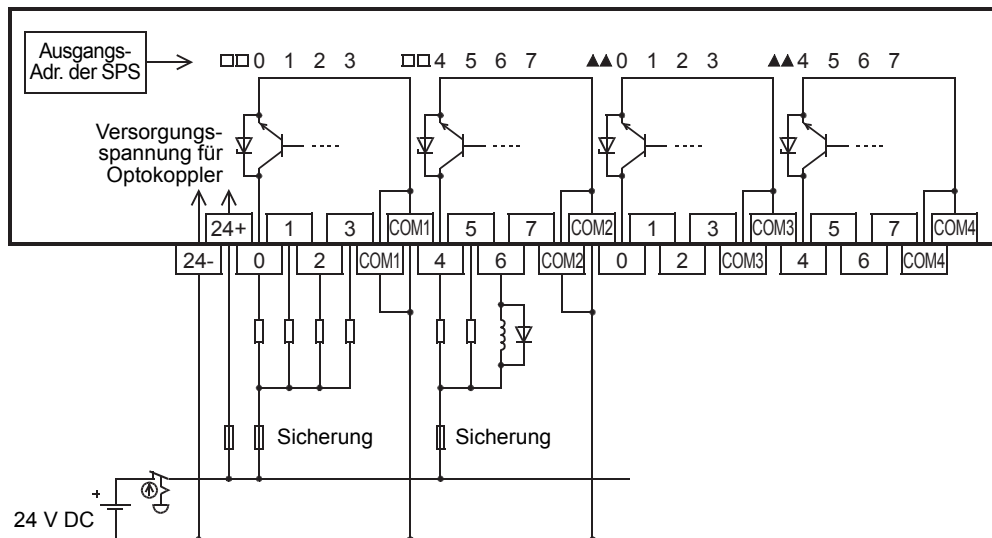 Ausgangs-
Adr. der SPS
□□0 1 2 3 □□4 5 6 7 ▲▲0 1 2 3 ▲▲4 5 6 7
Versorgungs-
spannung für
Optokoppler
24+ 1 3 COM1 5 7 COM2 1 3 COM3 5 7 COM4
24- 0 2 COM1 4 6 COM2 0 2 COM3 4 6 COM4
Sicherung Sicherung
+
24 V DC